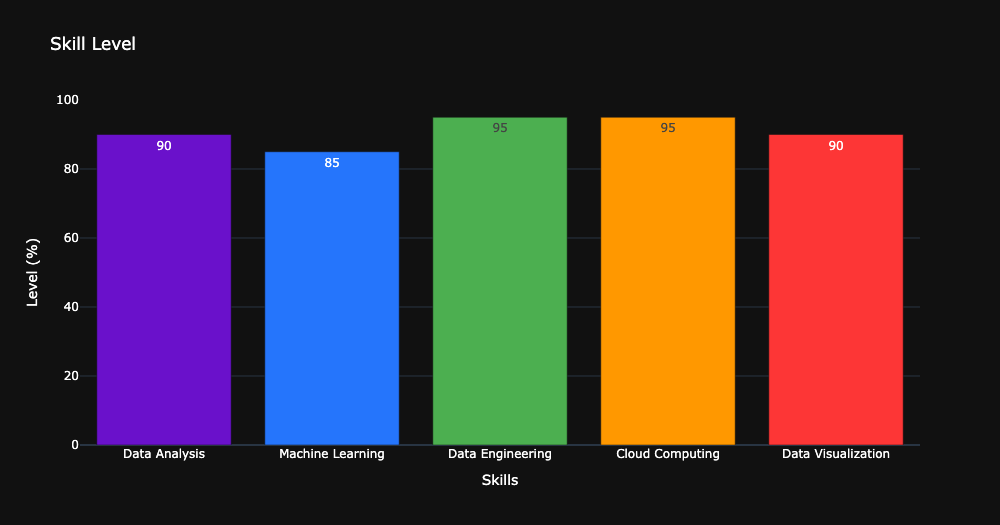 Skill Level
Level (%)
100
80
60
40
20
0
90
85
95
95
90
Data Analysis
Machine Learning
Data Engineering
Cloud Computing
Data Visualization
Skills